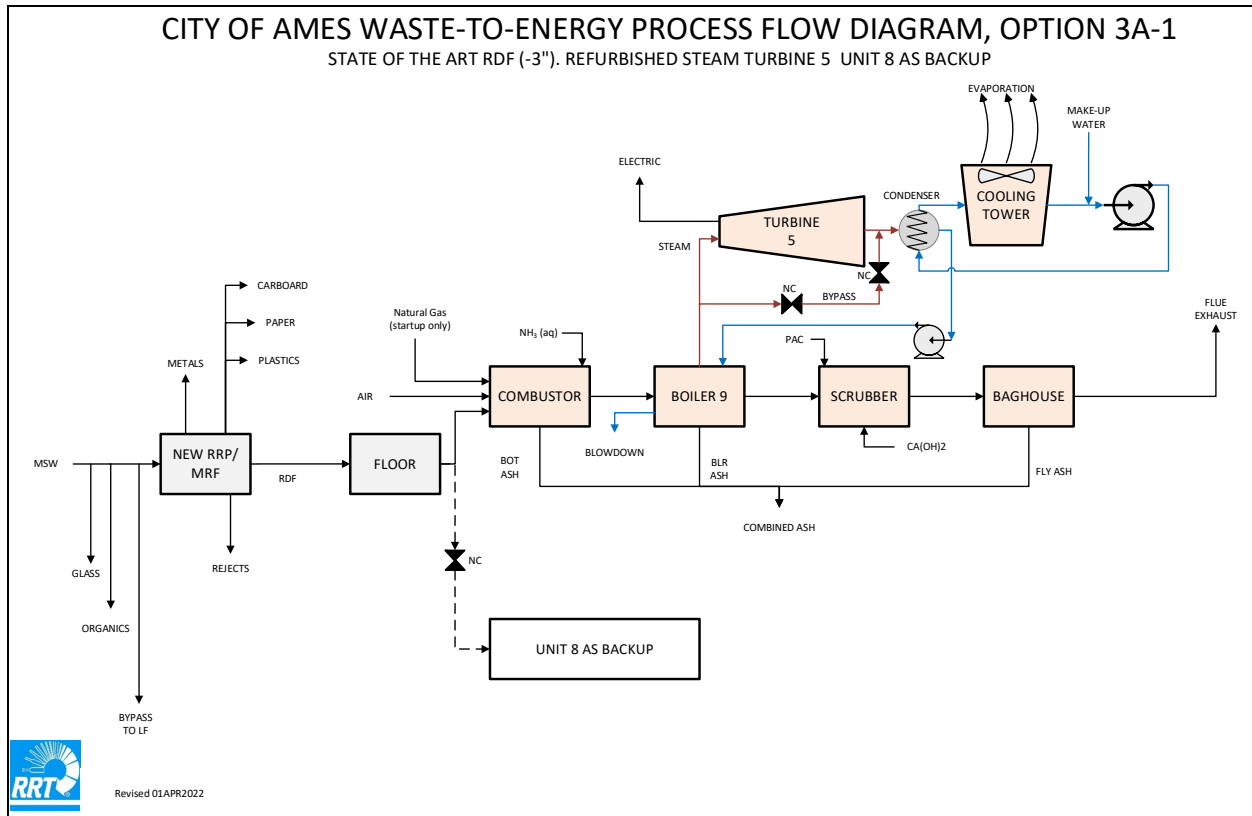 CITY OF AMES WASTE-TO-ENERGY PROCESS FLOW DIAGRAM, OPTION 3A-1
STATE OF THE ART RDF (-3"). REFURBISHED STEAM TURBINE 5 UNIT 8 AS BACKUP
EVAPORATION
MAKE-UP
WATER
ELECTRIC
CONDENSER
COOLING
TOWER
TURBINE
5
STEAM
NC
NC
BYPASS
CARBOARD
PAPER
PLASTICS
METALS
Natural Gas
(startup only)
NH₃ (aq)
PAC
FLUE
EXHAUST
AIR
COMBUSTOR
BOILER 9
SCRUBBER
BAGHOUSE
BLOWDOWN
CA(OH)2
MSW
NEW RRP/
MRF
RDF
FLOOR
BOT
ASH
BLR
ASH
FLY ASH
COMBINED ASH
GLASS
ORGANICS
BYPASS
TO LF
REJECTS
NC
UNIT 8 AS BACKUP
RRT
Revised 01APR2022